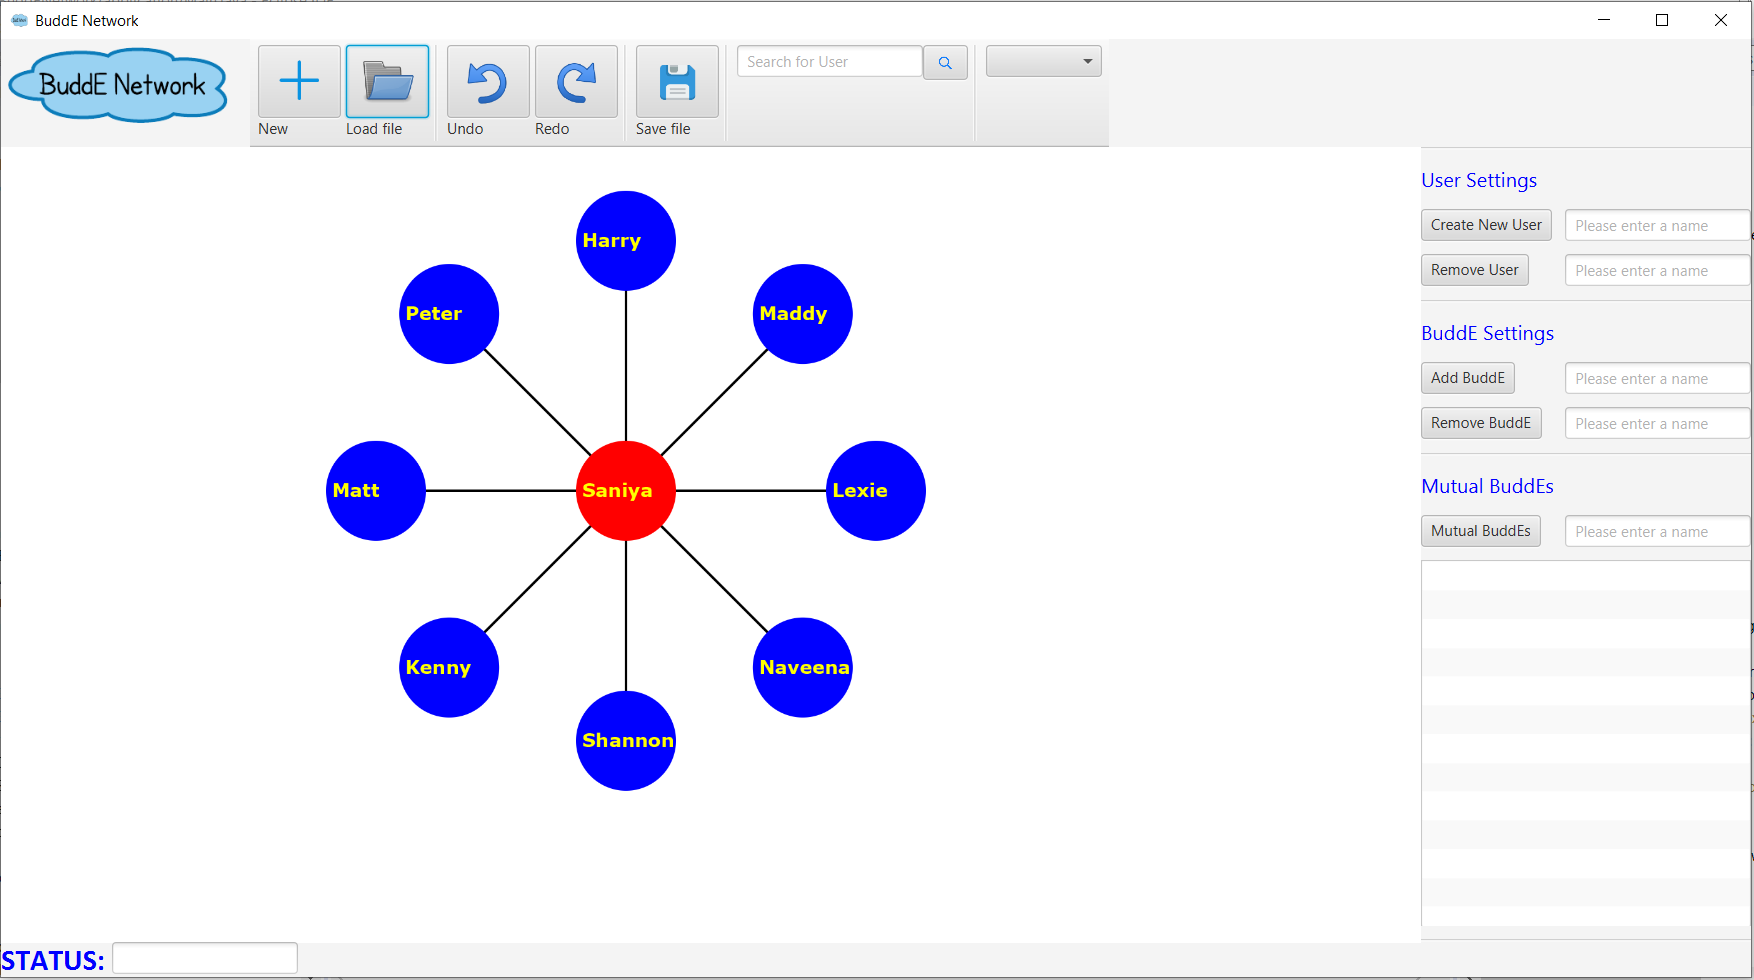 BuddE Network
BuddE Network
New
Load file
Undo
Redo
Save file
Search for User
User Settings
Create New User
Please enter a name
Remove User
Please enter a name
BuddE Settings
Add BuddE
Please enter a name
Remove BuddE
Please enter a name
Mutual BuddEs
Mutual BuddEs
Please enter a name
Harry
Peter
Maddy
Matt
Saniya
Lexie
Kenny
Naveena
Shannon
STATUS: